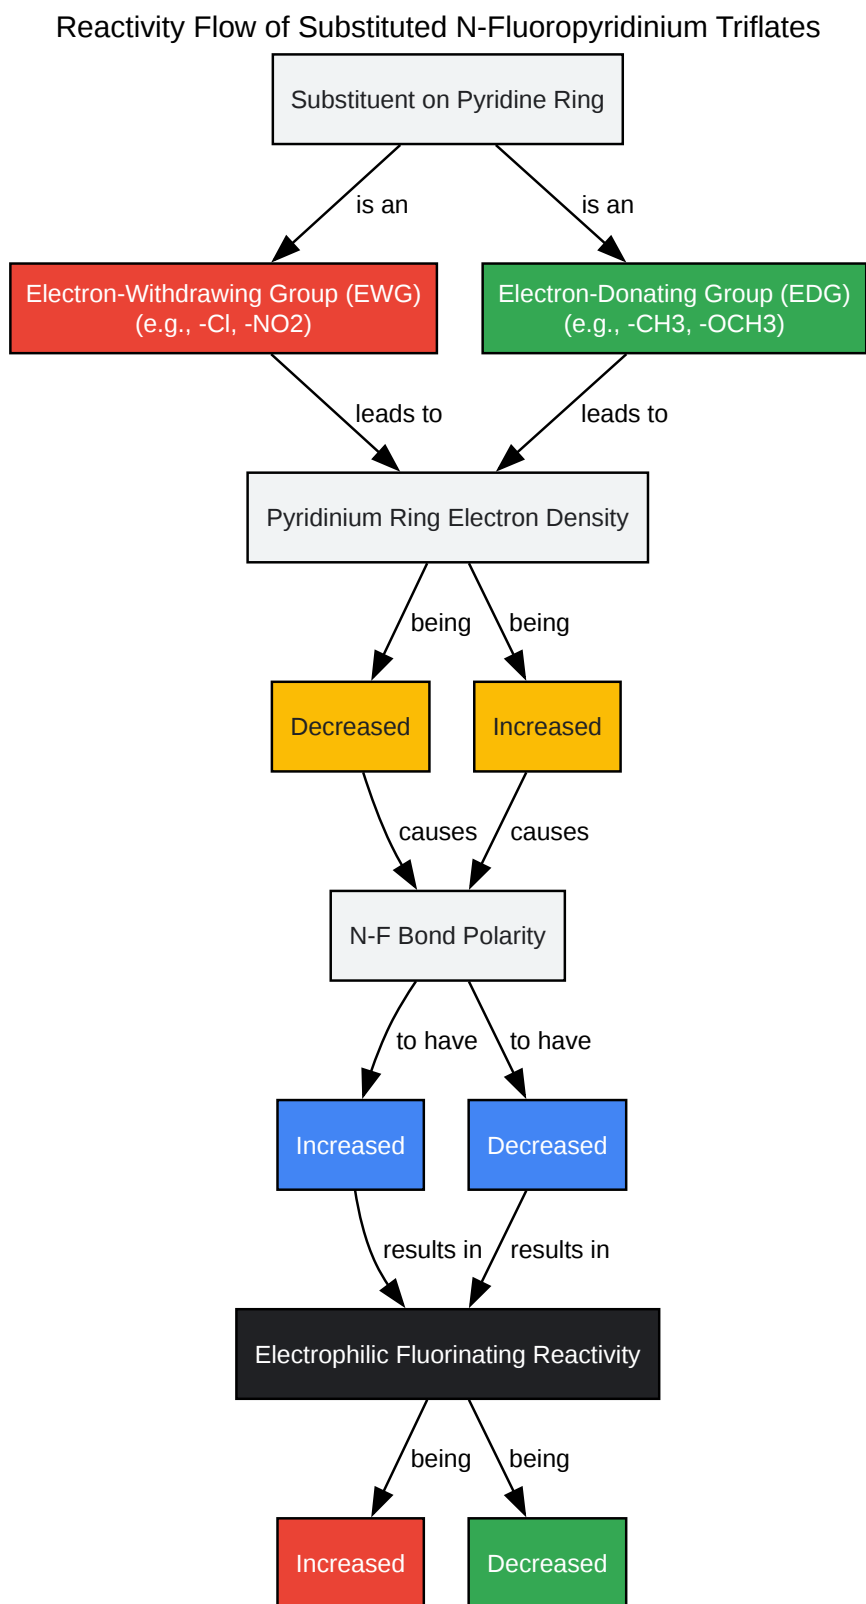 Reactivity Flow of Substituted N-Fluoropyridinium Triflates
Substituent on Pyridine Ring
is an
is an
Electron-Withdrawing Group (EWG)
(e.g., -Cl, -NO2)
Electron-Donating Group (EDG)
(e.g., -CH3, -OCH3)
leads to
leads to
Pyridinium Ring Electron Density
being
being
Decreased
Increased
causes
causes
N-F Bond Polarity
to have
to have
Increased
Decreased
results in
results in
Electrophilic Fluorinating Reactivity
being
being
Increased
Decreased